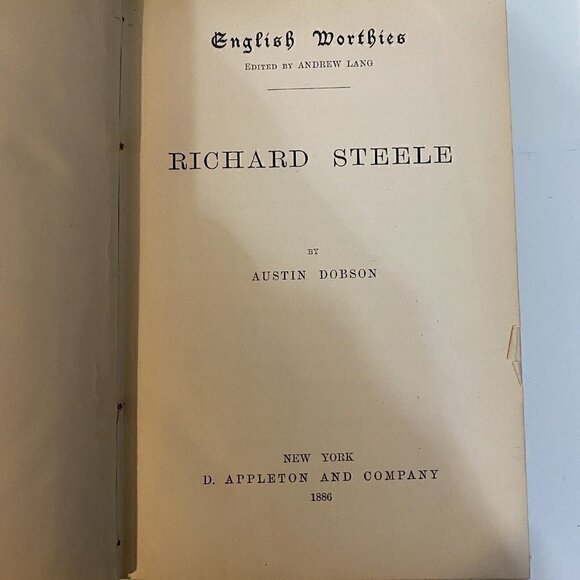 English Worthies
EDITED BY ANDREW LANG
RICHARD STEELE
BY
AUSTIN DOBSON
NEW YORK
D. APPLETON AND COMPANY
1886